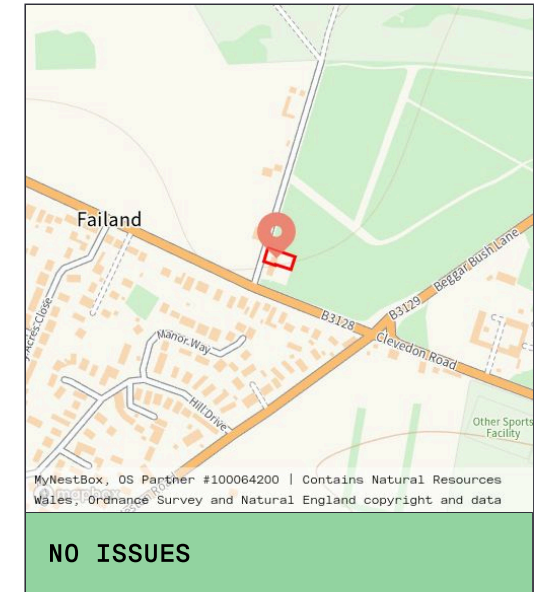 Failand
Beggar Bush Lane
B3129
B3128
Clevedon Road
Acres Close
Manor Way
Hill Drive
Other Sports
Facility
MyNestBox, OS Partner #100064200 | Contains Natural Resources
Wales, Ordnance Survey and Natural England copyright and data
mapbox
NO ISSUES